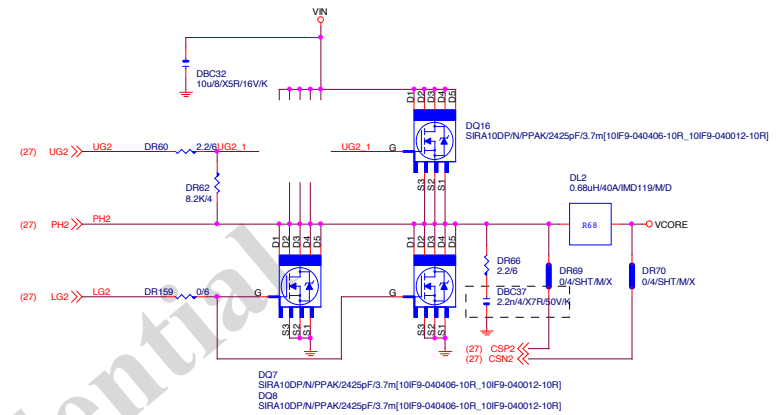 VIN
DBC32
10u/8/X5R/16V/K
D1 D2 D3 D4 D5
DQ16
SIRA10DP/N/PPAK/2425pF/3.7m[10IF9-040406-10R_10IF9-040012-10R]
(27) UG2 UG2 DR60 2.2/6 UG2_1 UG2_1 G
S3 S2 S1
DR62
8.2K/4
DL2
0.68uH/40A/IMD119/M/D
(27) PH2 PH2 R68 VCORE
D1 D2 D3 D4 D5 D1 D2 D3 D4 D5
DR66
2.2/6
DR69
0/4/SHT/M/X
DR70
0/4/SHT/M/X
(27) LG2 LG2 DR159 0/6 G G
DBC37
2.2n/4/X7R/50V/K
S3 S2 S1 S3 S2 S1
(27) CSP2
(27) CSN2
DQ7
SIRA10DP/N/PPAK/2425pF/3.7m[10IF9-040406-10R_10IF9-040012-10R]
DQ8
SIRA10DP/N/PPAK/2425pF/3.7m[10IF9-040406-10R_10IF9-040012-10R]
ential